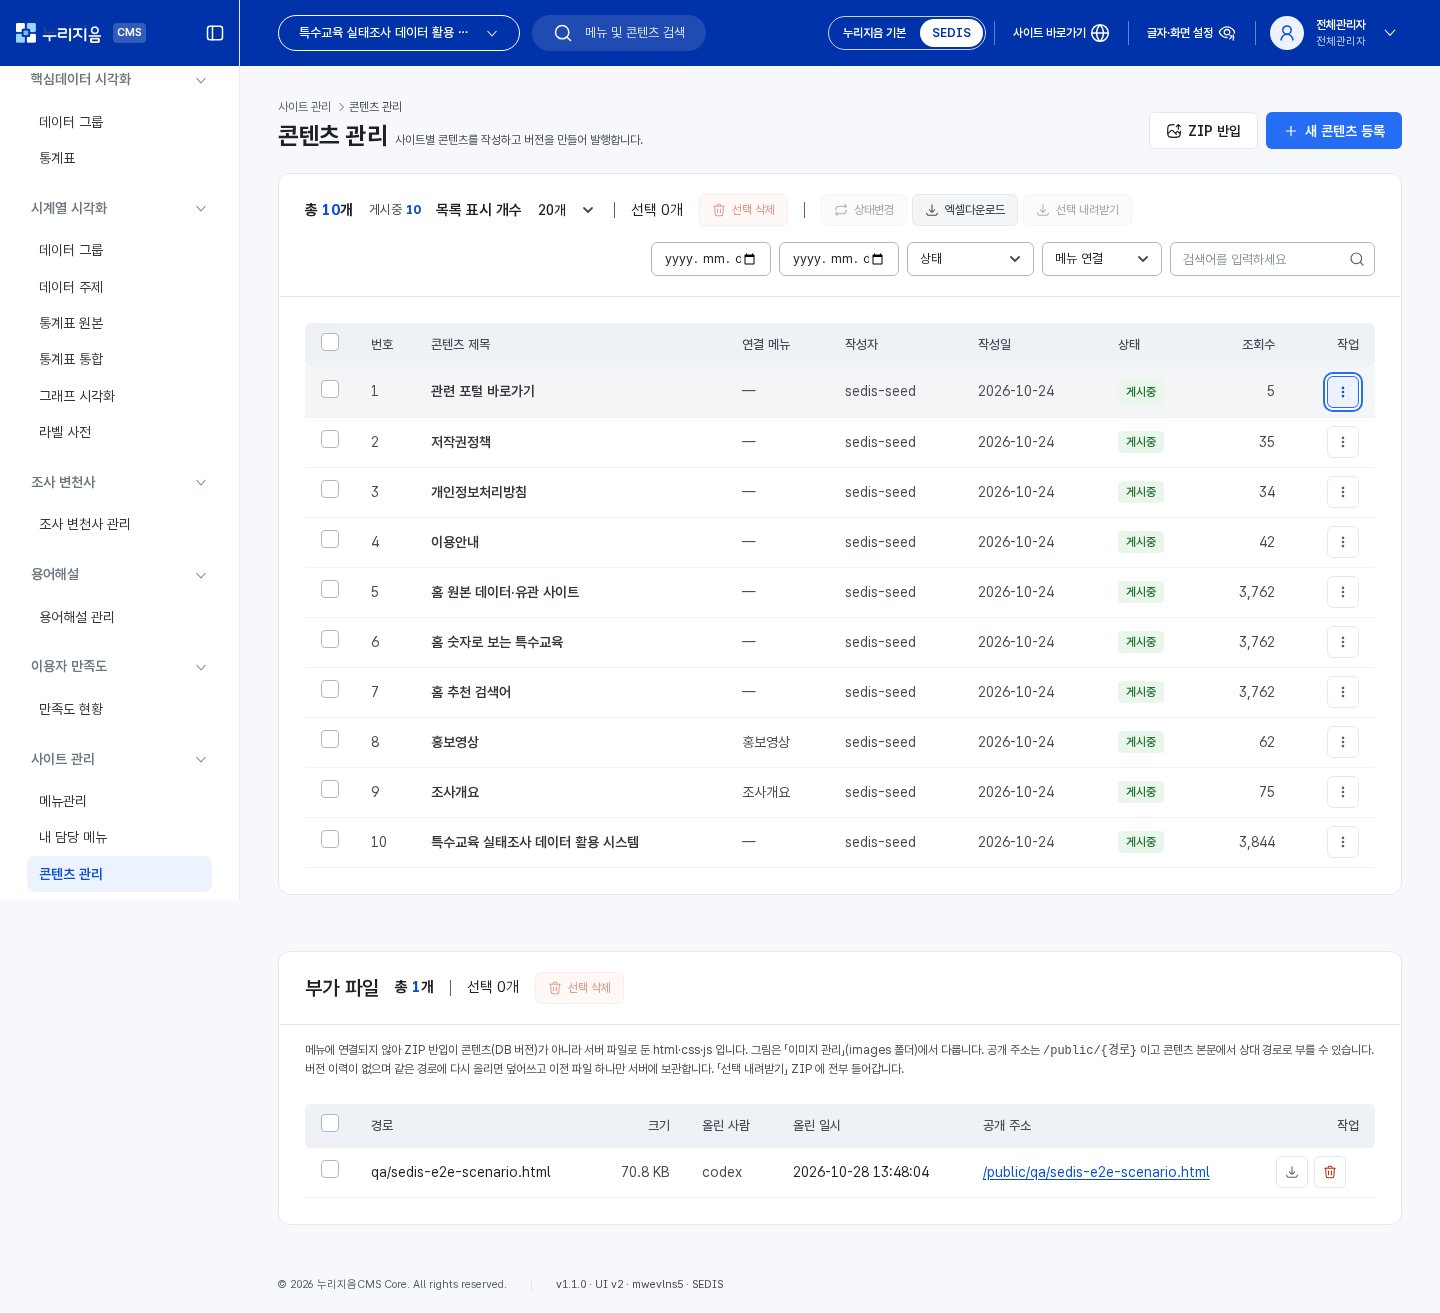 누리지음 CMS
특수교육 실태조사 데이터 활용 ···
메뉴 및 콘텐츠 검색
누리지음 기본 SEDIS
사이트 바로가기
글자·화면 설정
전체관리자
전체관리자
핵심데이터 시각화
데이터 그룹
통계표
시계열 시각화
데이터 그룹
데이터 주제
통계표 원본
통계표 통합
그래프 시각화
라벨 사전
조사 변천사
조사 변천사 관리
용어해설
용어해설 관리
이용자 만족도
만족도 현황
사이트 관리
메뉴관리
내 담당 메뉴
콘텐츠 관리
사이트 관리 > 콘텐츠 관리
콘텐츠 관리 사이트별 콘텐츠를 작성하고 버전을 만들어 발행합니다.
ZIP 반입
새 콘텐츠 등록
총 10개 게시중 10 목록 표시 개수 20개 선택 0개 선택 삭제 상태변경 엑셀다운로드 선택 내려받기
yyyy. mm. d yyyy. mm. d 상태 메뉴 연결 검색어를 입력하세요
번호 콘텐츠 제목 연결 메뉴 작성자 작성일 상태 조회수 작업
1 관련 포털 바로가기 — sedis-seed 2026-10-24 게시중 5
2 저작권정책 — sedis-seed 2026-10-24 게시중 35
3 개인정보처리방침 — sedis-seed 2026-10-24 게시중 34
4 이용안내 — sedis-seed 2026-10-24 게시중 42
5 홈 원본 데이터·유관 사이트 — sedis-seed 2026-10-24 게시중 3,762
6 홈 숫자로 보는 특수교육 — sedis-seed 2026-10-24 게시중 3,762
7 홈 추천 검색어 — sedis-seed 2026-10-24 게시중 3,762
8 홍보영상 홍보영상 sedis-seed 2026-10-24 게시중 62
9 조사개요 조사개요 sedis-seed 2026-10-24 게시중 75
10 특수교육 실태조사 데이터 활용 시스템 — sedis-seed 2026-10-24 게시중 3,844
부가 파일 총 1개 선택 0개 선택 삭제
메뉴에 연결되지 않아 ZIP 반입이 콘텐츠(DB 버전)가 아니라 서버 파일로 둔 html·css·js 입니다. 그림은 「이미지 관리」(images 폴더)에서 다룹니다. 공개 주소는 /public/{경로} 이고 콘텐츠 본문에서 상대 경로로 부를 수 있습니다.
버전 이력이 없으며 같은 경로에 다시 올리면 덮어쓰고 이전 파일 하나만 서버에 보관합니다. 「선택 내려받기」 ZIP 에 전부 들어갑니다.
경로 크기 올린 사람 올린 일시 공개 주소 작업
qa/sedis-e2e-scenario.html 70.8 KB codex 2026-10-28 13:48:04 /public/qa/sedis-e2e-scenario.html
© 2026 누리지음CMS Core. All rights reserved.
v1.1.0 · UI v2 · mwevlns5 · SEDIS